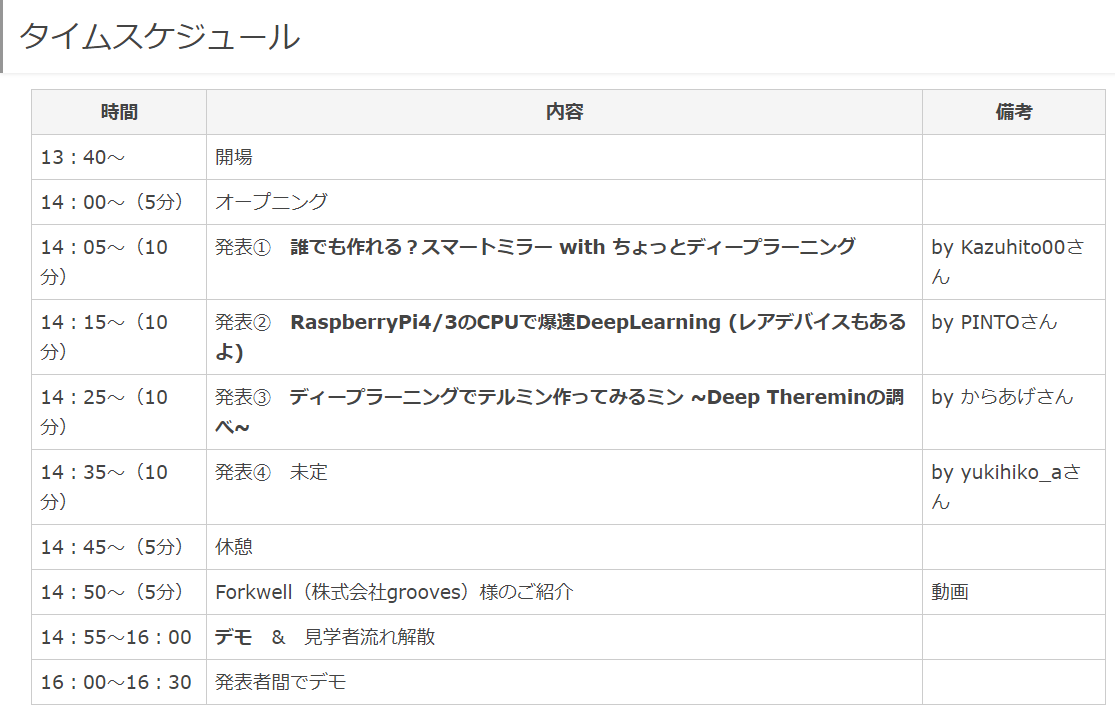 タイムスケジュール
時間 内容 備考
13：40～ 開場
14：00～（5分） オープニング
14：05～（10 発表①　誰でも作れる？スマートミラー with ちょっとディープラーニング by Kazuhito00さ
分） ん
14：15～（10 発表②　RaspberryPi4/3のCPUで爆速DeepLearning (レアデバイスもある by PINTOさん
分） よ)
14：25～（10 発表③　ディープラーニングでテルミン作ってみるミン ~Deep Thereminの調 by からあげさん
分） べ~
14：35～（10 発表④　未定 by yukihiko_aさ
分） ん
14：45～（5分） 休憩
14：50～（5分） Forkwell（株式会社grooves）様のご紹介 動画
14：55～16：00 デモ　&　見学者流れ解散
16：00～16：30 発表者間でデモ